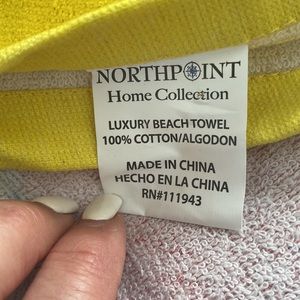 NORTHPOINT
Home Collection
LUXURY BEACH TOWEL
100% COTTON/ALGODON
MADE IN CHINA
HECHO EN LA CHINA
RN#111943